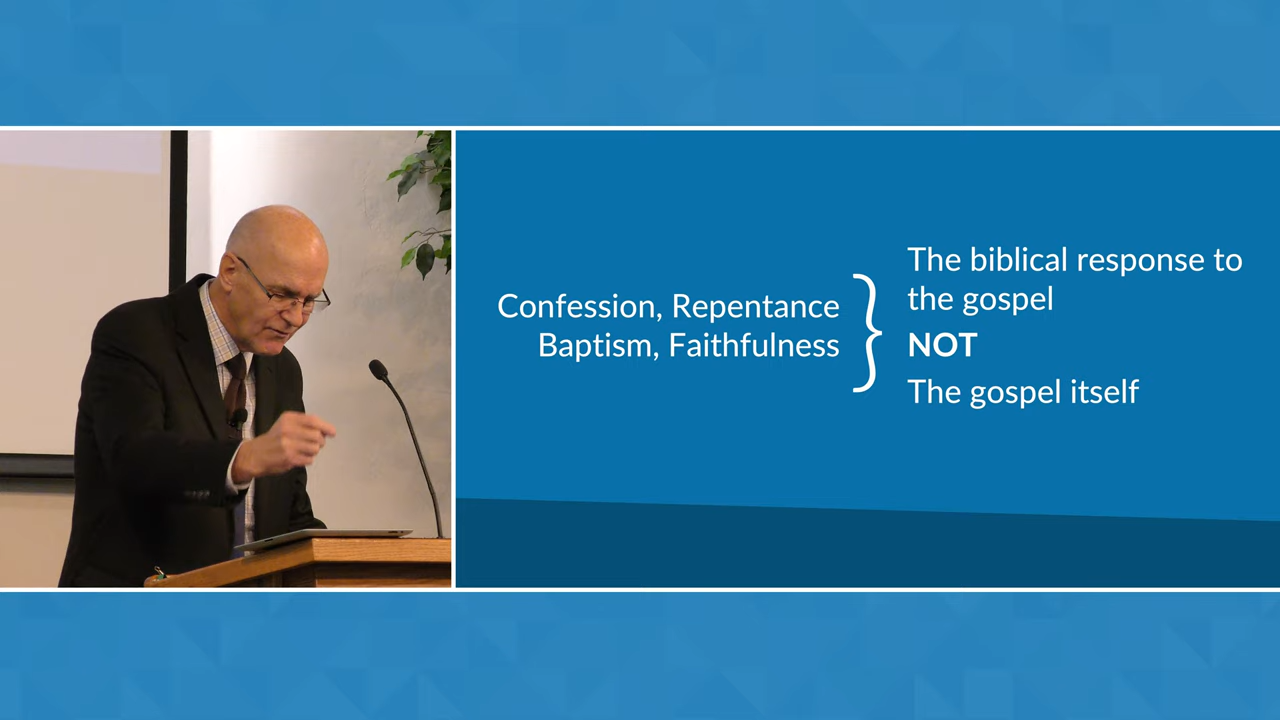 Confession, Repentance
Baptism, Faithfulness
The biblical response to
the gospel
NOT
The gospel itself